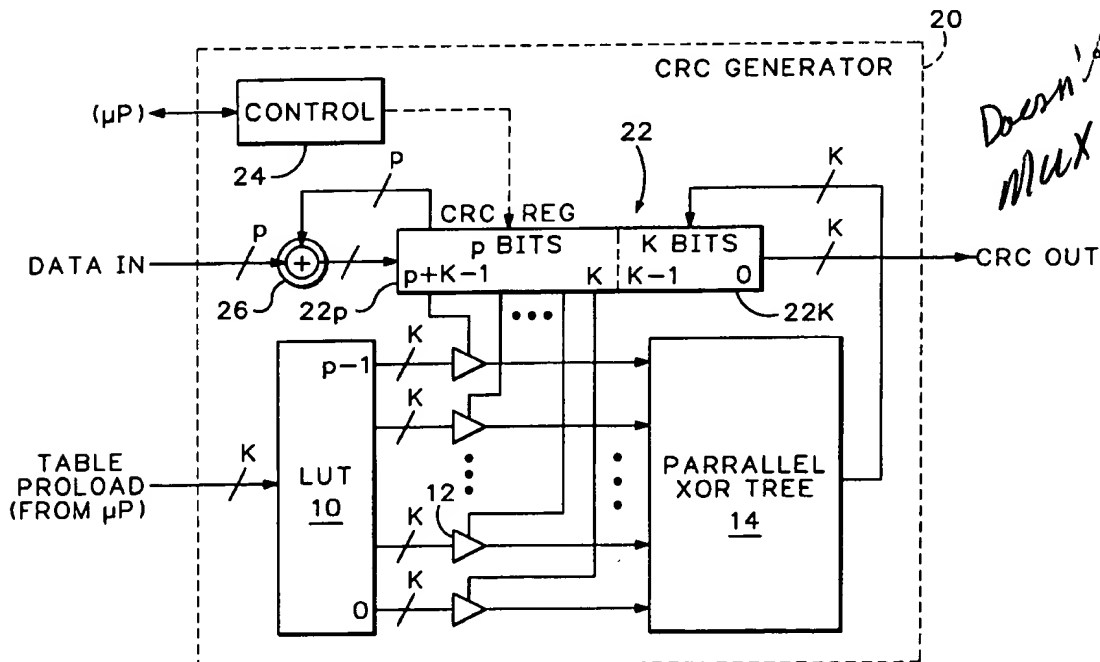 20
CRC GENERATOR
Doesn't
MUX
(μP)
CONTROL
24
p
22
K
CRC REG
DATA IN
p
26
p BITS
p+K-1
K
K BITS
K-1
0
K
CRC OUT
22p
22K
K
p-1
K
TABLE
PROLOAD
(FROM μP)
K
LUT
10
12
K
K
0
PARRALLEL
XOR TREE
14